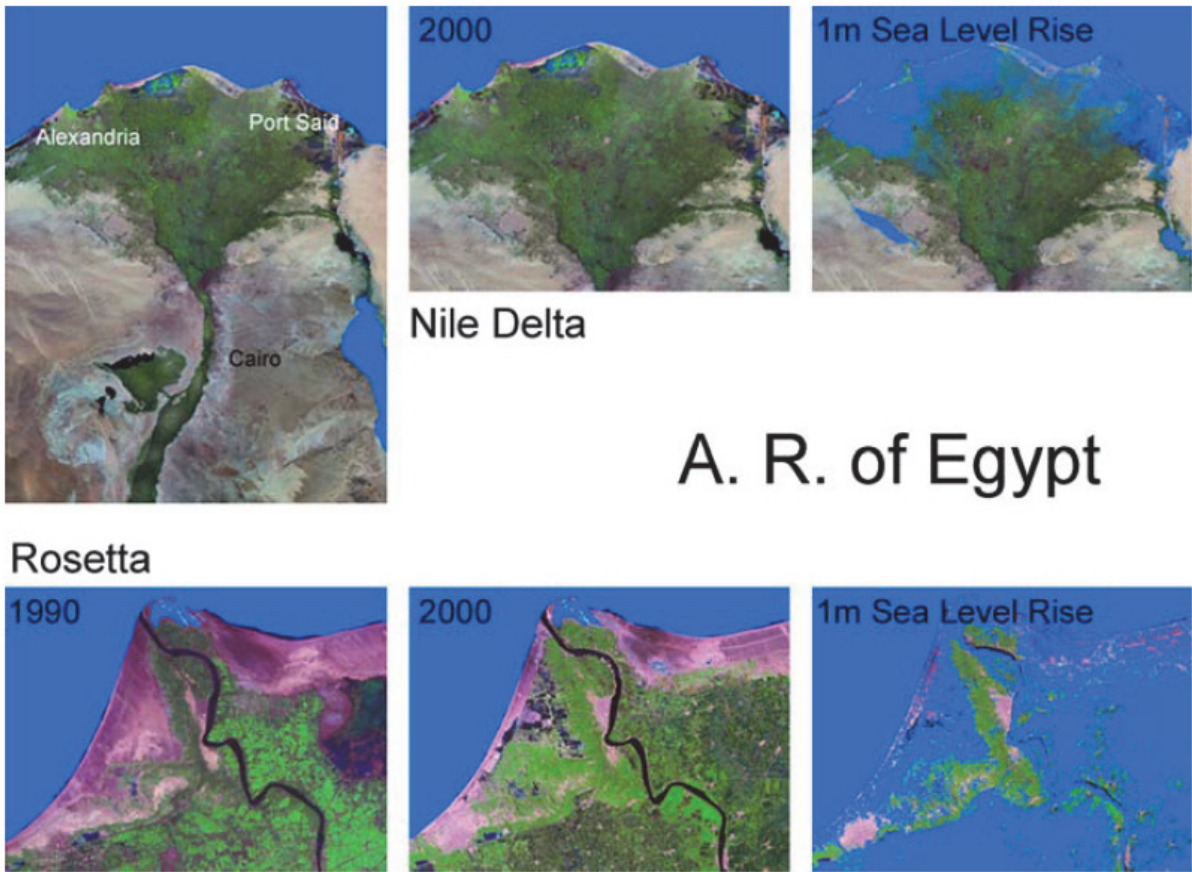 2000
1m Sea Level Rise
Alexandria
Port Said
Cairo
Nile Delta
A. R. of Egypt
Rosetta
1990
2000
1m Sea Level Rise